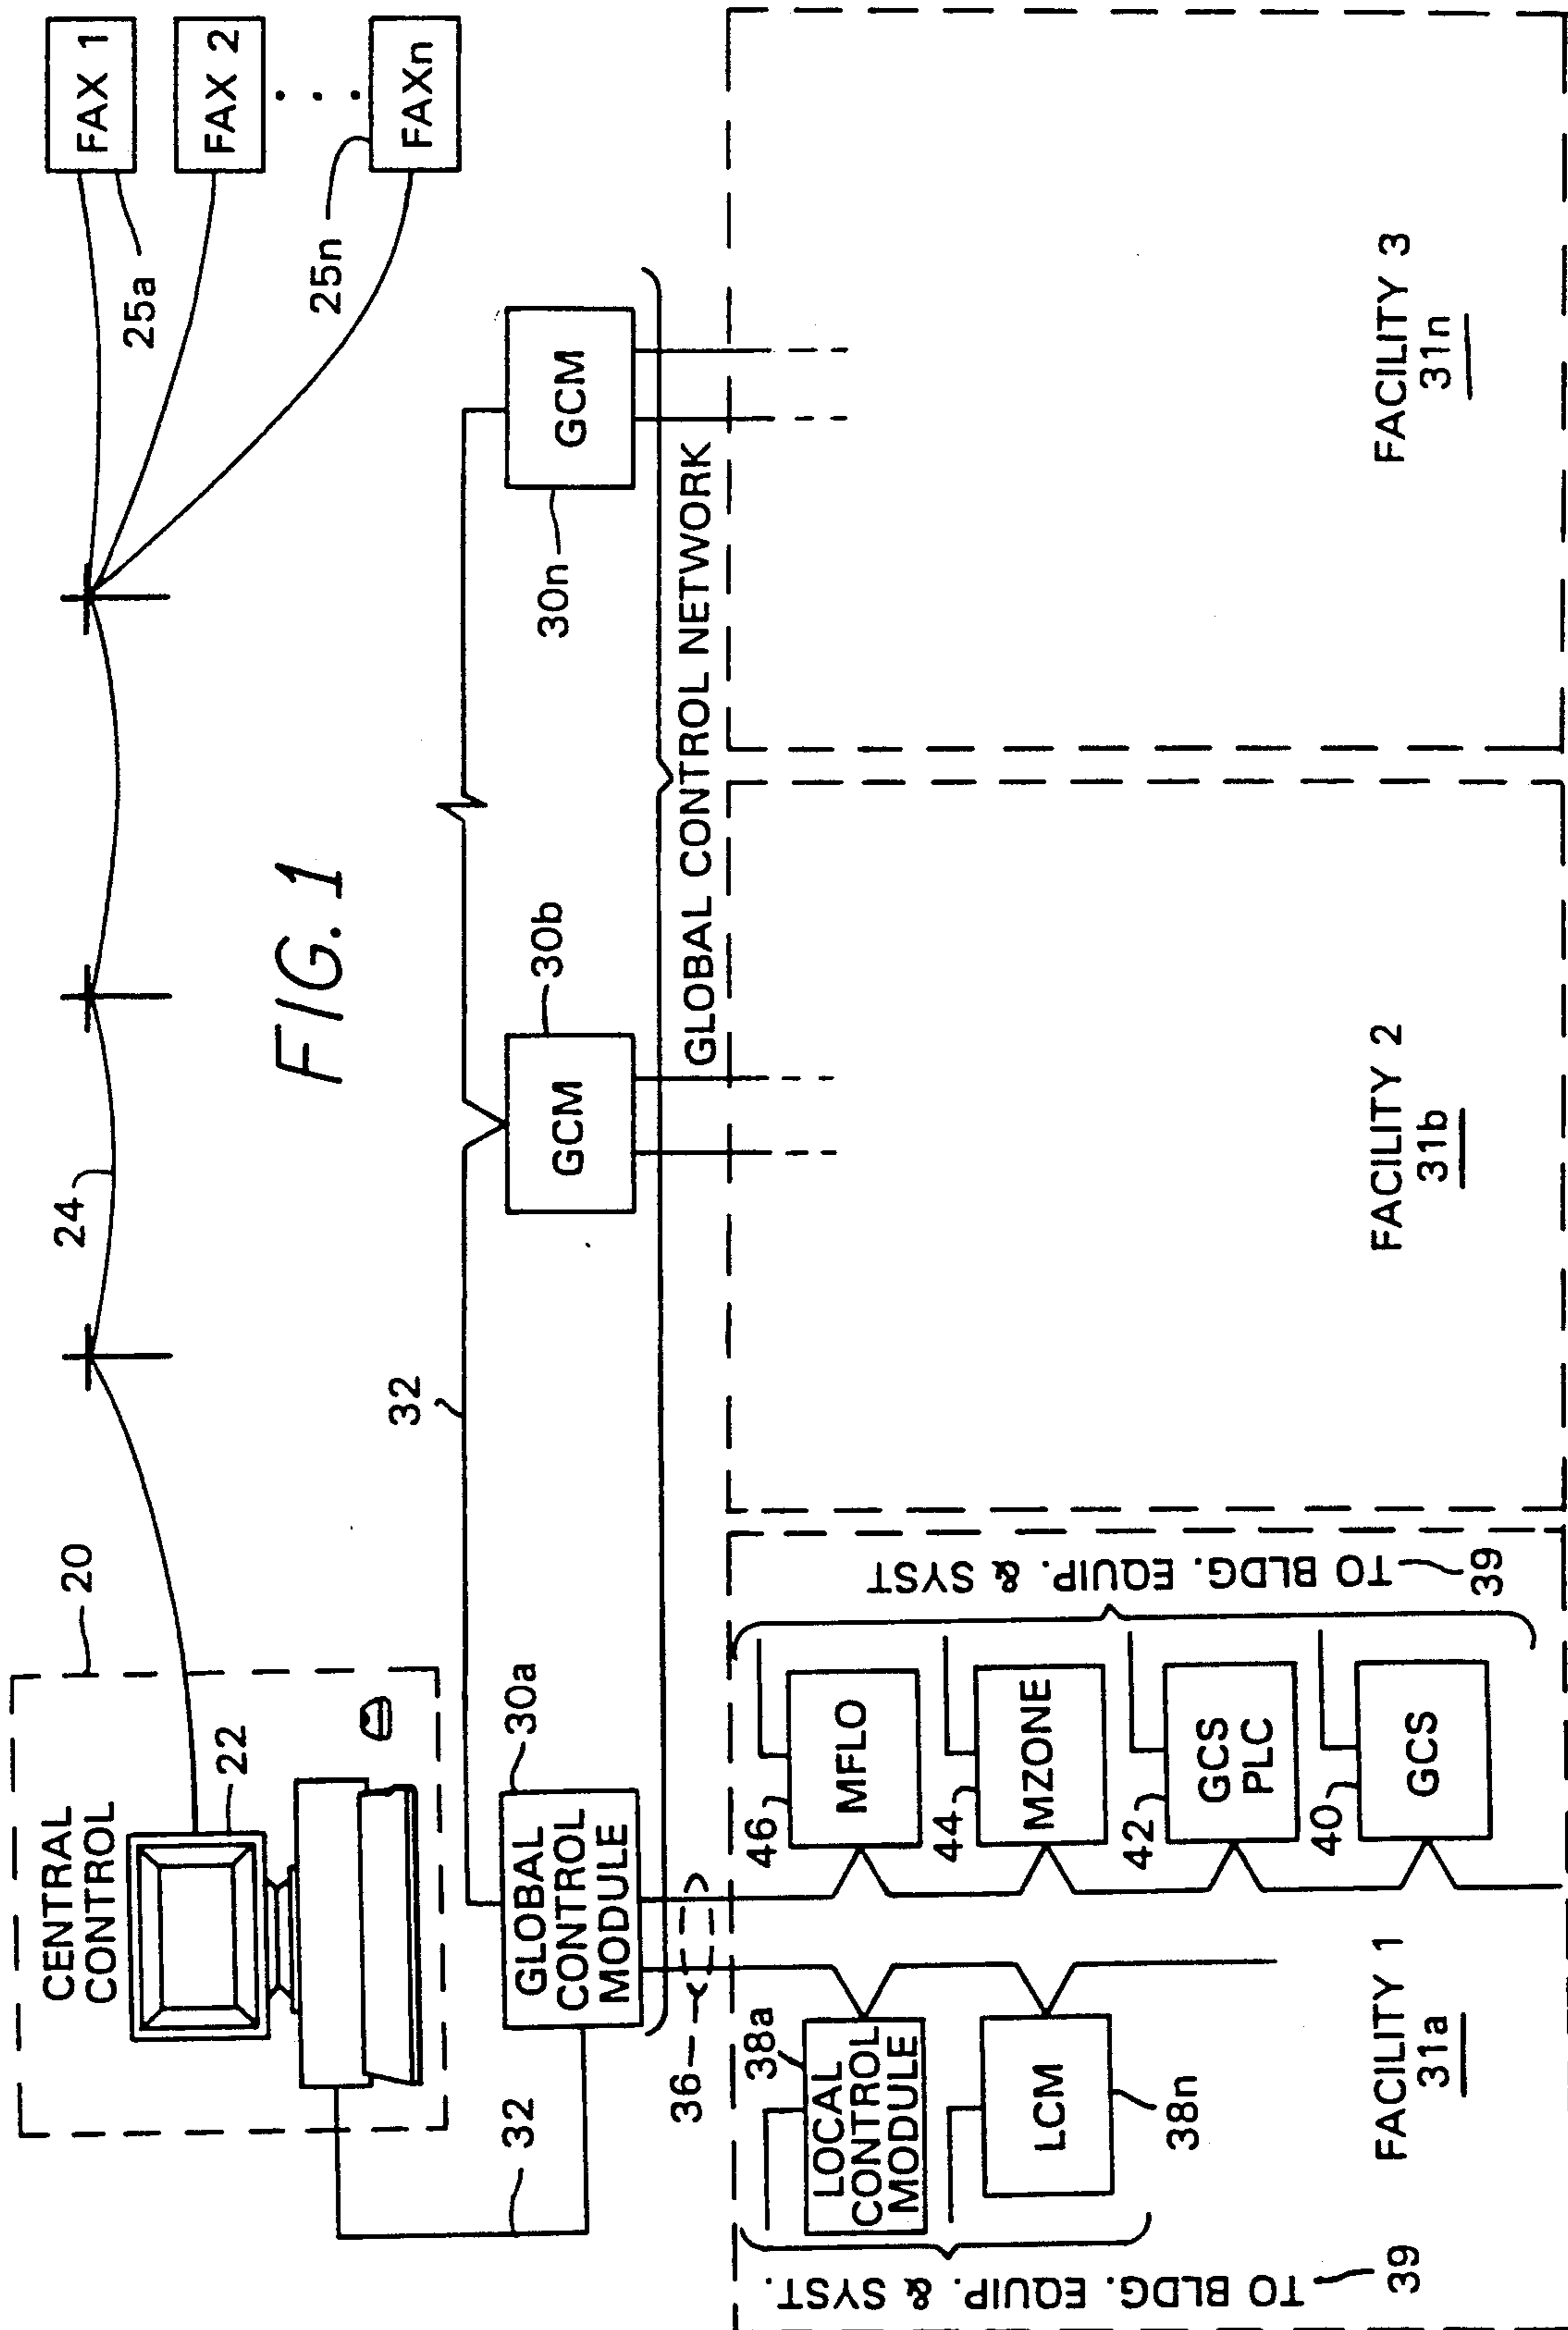 CENTRAL
CONTROL
20
22
24
FAX 1
25a
FAX 2
25n
FAXn
FIG. 1
32
32
GLOBAL
CONTROL
MODULE
30a
GCM
30b
GCM
30n
GLOBAL CONTROL NETWORK
36
38a
LOCAL
CONTROL
MODULE
LCM
38n
TO BLDG. EQUIP. & SYST.
39
46
MFLO
44
MZONE
42
GCS
PLC
40
GCS
TO BLDG. EQUIP. & SYST
39
FACILITY 1
31a
FACILITY 2
31b
FACILITY 3
31n